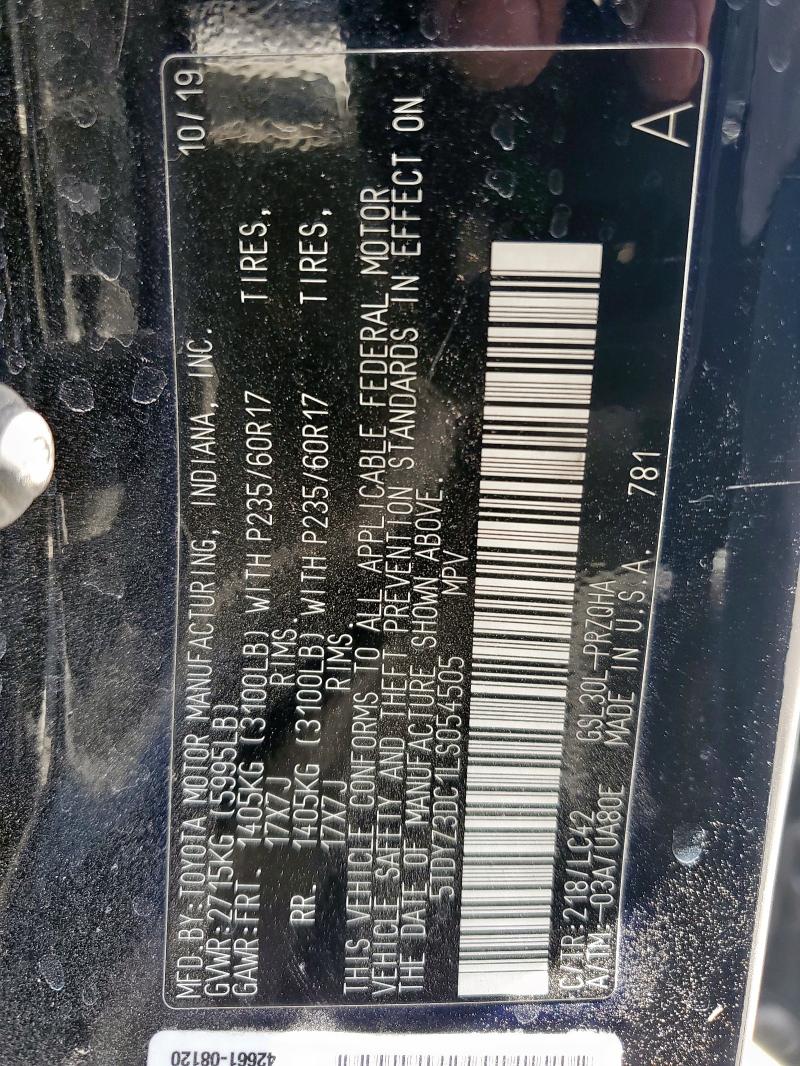 MFD.BY:TOYOTA MOTOR MANUFACTURING, INDIANA, INC. 10/19
GVWR:2715KG (5995LB)
GAWR:FRT. 1405KG (3100LB) WITH P235/60R17 TIRES,
17X7J RIMS.
RR. 1405KG (3100LB) WITH P235/60R17 TIRES,
17X7J RIMS.
THIS VEHICLE CONFORMS TO ALL APPLICABLE FEDERAL MOTOR
VEHICLE SAFETY AND THEFT PREVENTION STANDARDS IN EFFECT ON
THE DATE OF MANUFACTURE SHOWN ABOVE.
5TDYZ3DC1LS054505 MPV
C/TR:218/LC42 GSL30L-PRZQHA
A/TM:-03A/UA80E MADE IN U.S.A. 781
A
42661-08120